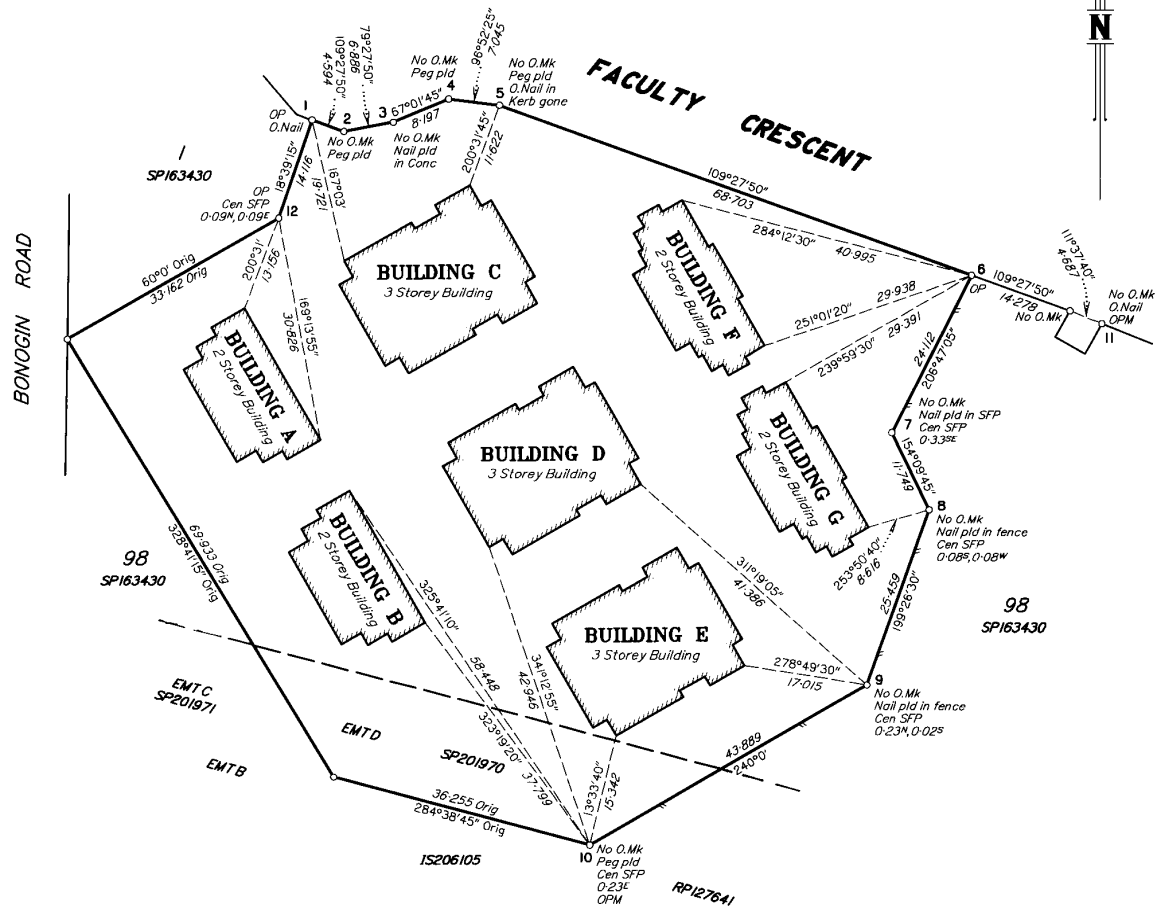 N
FACULTY CRESCENT
BONOGIN ROAD
1
SP163430
1
OP
O.Nail
109°27'50"
4·594
79°27'50"
6·886
2
No O.Mk
Peg pld
3
No O.Mk
Nail pld
in Conc
67°01'45"
8·197
No O.Mk
Peg pld
4
96°52'25"
7·045
5
No O.Mk
Peg pld
O.Nail in
Kerb gone
200°31'45"
11·622
109°27'50"
68·703
18°39'15"
14·116
167°03'
19·721
OP
Cen SFP
0·09N, 0·09E
12
60°0' Orig
33·162 Orig
200°31'
13·156
169°13'55"
30·826
BUILDING C
3 Storey Building
BUILDING F
2 Storey Building
284°12'30"
40·995
251°01'20"
29·938
239°59'30"
29·391
6
OP
109°27'50"
14·278
No O.Mk
111°37'40"
4·687
No O.Mk
O.Nail
OPM
11
24·112
206°47'05"
BUILDING A
2 Storey Building
No O.Mk
Nail pld in SFP
Cen SFP
0·33SE
7
154°09'45"
11·749
BUILDING D
3 Storey Building
BUILDING G
2 Storey Building
8
No O.Mk
Nail pld in fence
Cen SFP
0·08S, 0·08W
253°50'40"
8·616
BUILDING B
2 Storey Building
69·933 Orig
328°41'15" Orig
98
SP163430
311°19'05"
41·386
25·459
199°26'30"
98
SP163430
BUILDING E
3 Storey Building
278°49'30"
17·015
9
No O.Mk
Nail pld in fence
Cen SFP
0·23N, 0·02S
325°41'10"
58·448
323°19'20"
37·799
341°12'55"
42·946
13°33'40"
15·342
43·889
240°0'
EMT C
SP201971
EMT D
SP201970
EMT B
36·255 Orig
284°38'45" Orig
IS206105
10
No O.Mk
Peg pld
Cen SFP
0·23E
OPM
RP127641